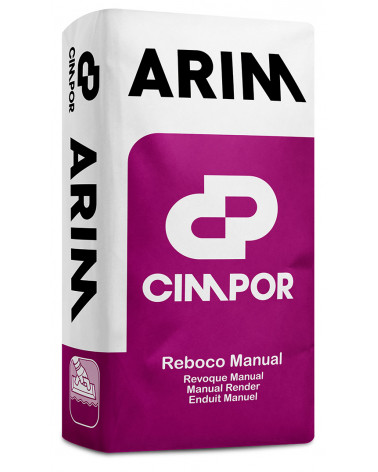 ARIM
CIMPOR
Reboco Manual
Revoque Manual
Manual Render
Enduit Manuel
CIMPOR
ARIM